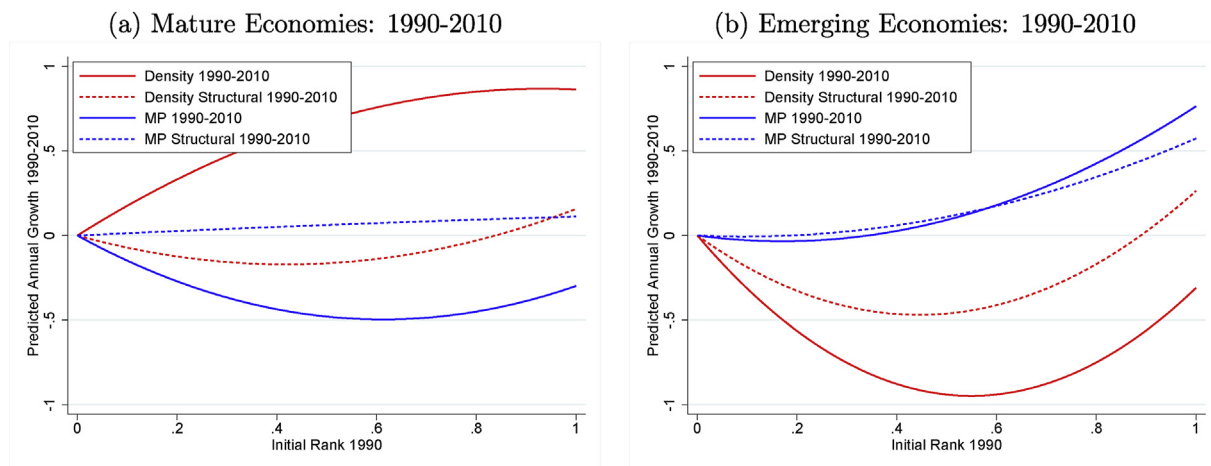 (a) Mature Economies: 1990-2010
Predicted Annual Growth 1990-2010
1
.5
0
-.5
-1
Density 1990-2010
Density Structural 1990-2010
MP 1990-2010
MP Structural 1990-2010
0 .2 .4 .6 .8 1
Initial Rank 1990
(b) Emerging Economies: 1990-2010
Predicted Annual Growth 1990-2010
1
.5
0
-.5
-1
Density 1990-2010
Density Structural 1990-2010
MP 1990-2010
MP Structural 1990-2010
0 .2 .4 .6 .8 1
Initial Rank 1990